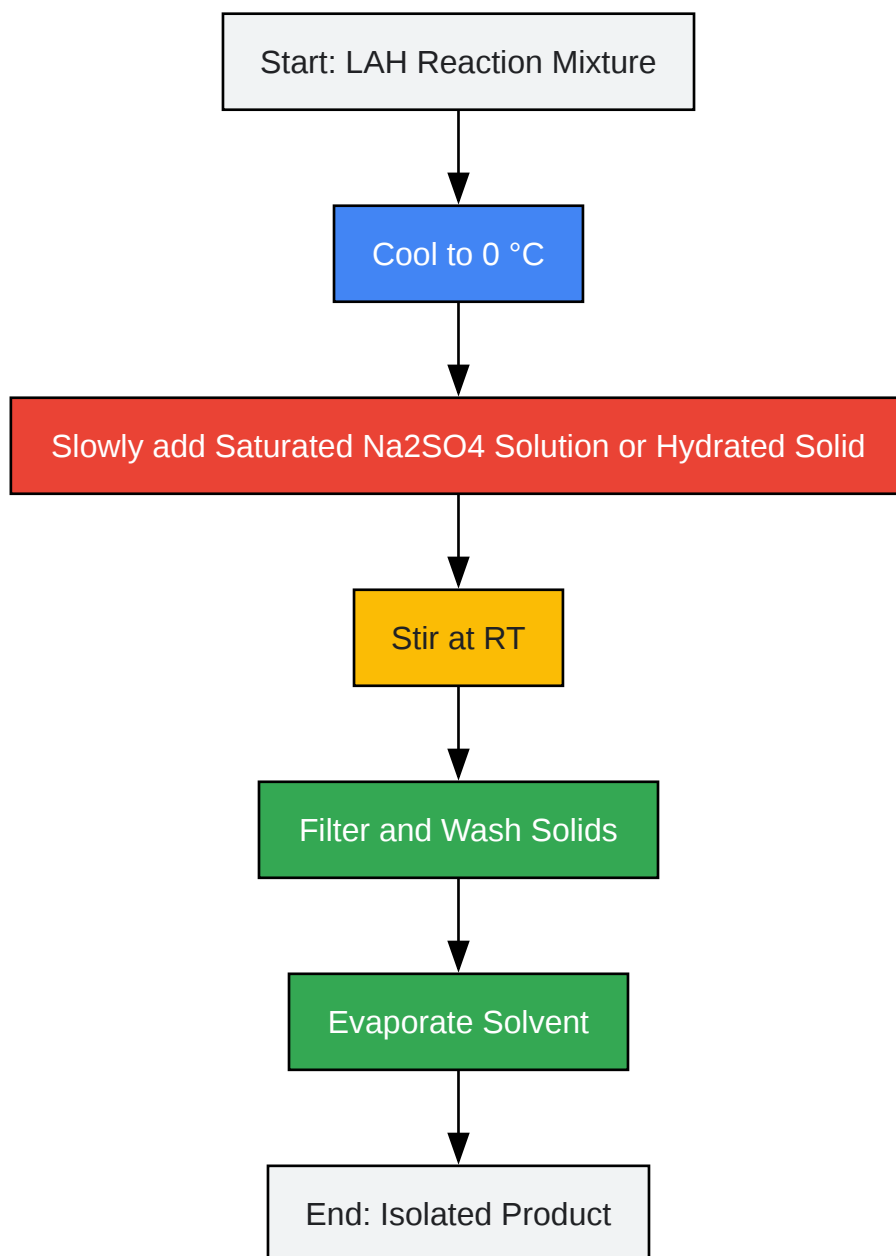 Start: LAH Reaction Mixture
Cool to 0 °C
Slowly add Saturated Na2SO4 Solution or Hydrated Solid
Stir at RT
Filter and Wash Solids
Evaporate Solvent
End: Isolated Product